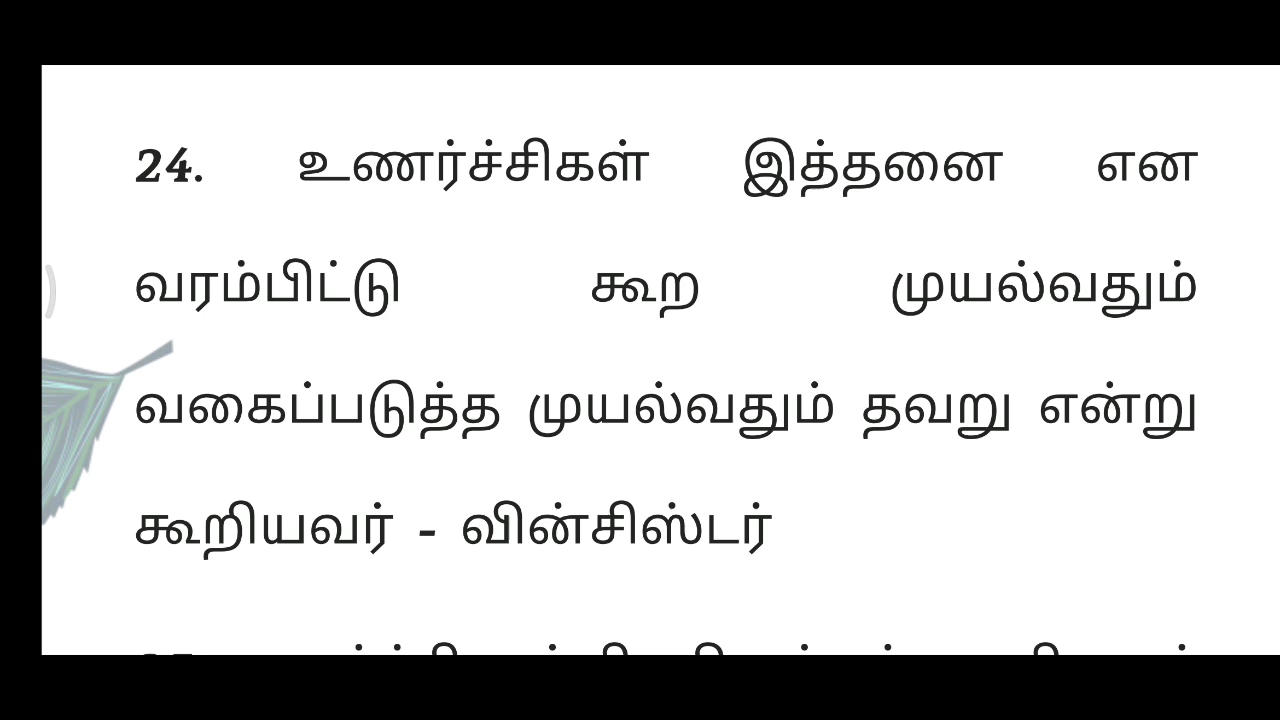 24. உணர்ச்சிகள் இத்தனை என
வரம்பிட்டு கூற முயல்வதும்
வகைப்படுத்த முயல்வதும் தவறு என்று
கூறியவர் - வின்சிஸ்டர்